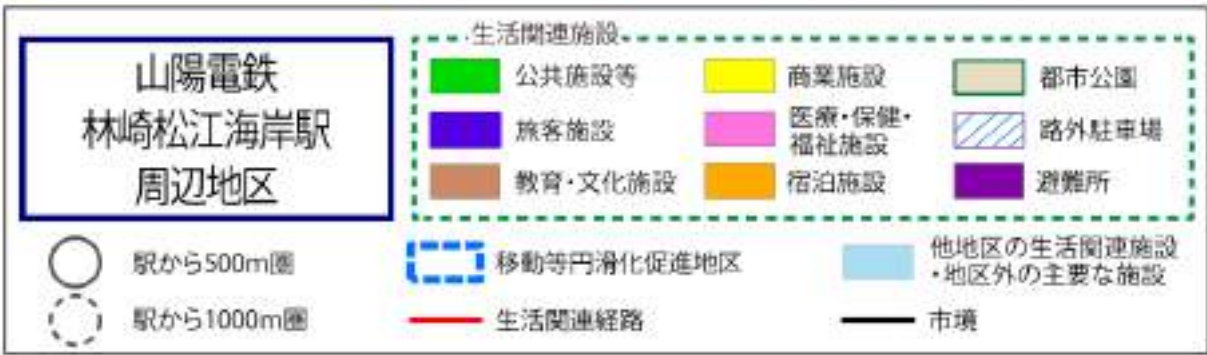 山陽電鉄
林崎松江海岸駅
周辺地区
生活関連施設
公共施設等
商業施設
都市公園
旅客施設
医療・保健・
福祉施設
路外駐車場
教育・文化施設
宿泊施設
避難所
駅から500m圏
移動等円滑化促進地区
他地区の生活関連施設
・地区外の主要な施設
駅から1000m圏
生活関連経路
市境